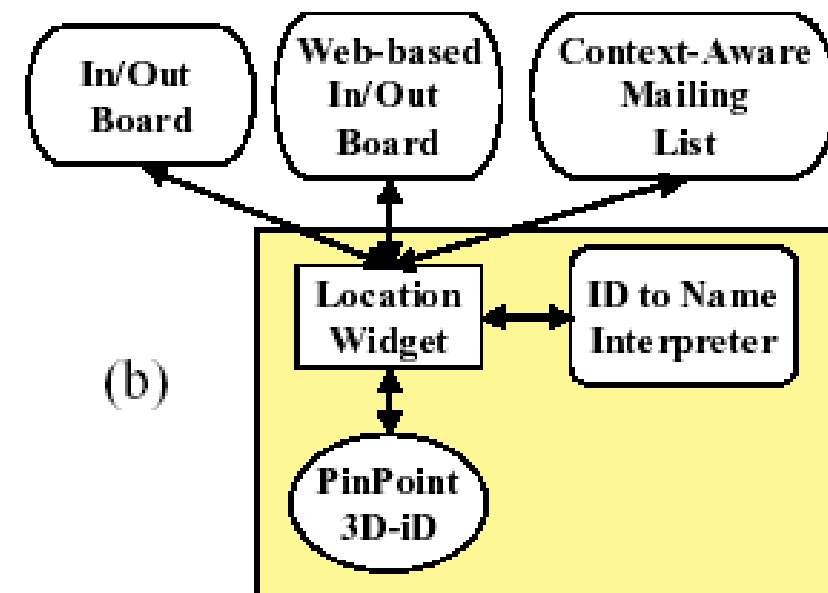 In/Out
Board
Web-based
In/Out
Board
Context-Aware
Mailing
List
Location
Widget
ID to Name
Interpreter
(b)
PinPoint
3D-iD